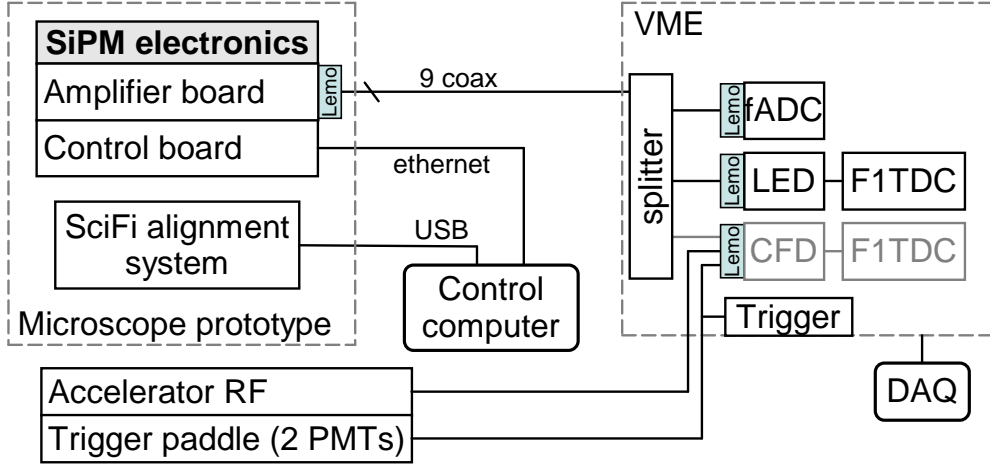 SiPM electronics
Amplifier board
Lemo
Control board
9 coax
ethernet
SciFi alignment
system
USB
Control
computer
Microscope prototype
Accelerator RF
Trigger paddle (2 PMTs)
VME
splitter
Lemo
fADC
Lemo
LED
F1TDC
Lemo
CFD
F1TDC
Trigger
DAQ